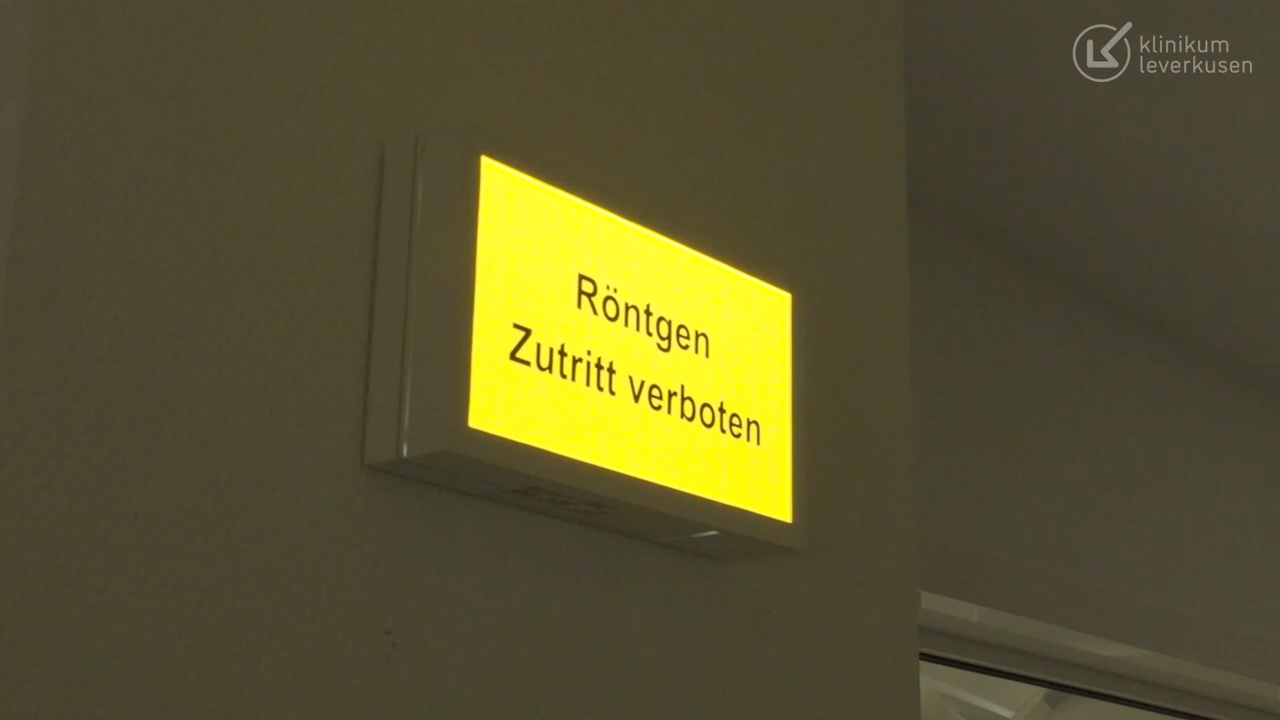 klinikum
leverkusen
Röntgen
Zutritt verboten